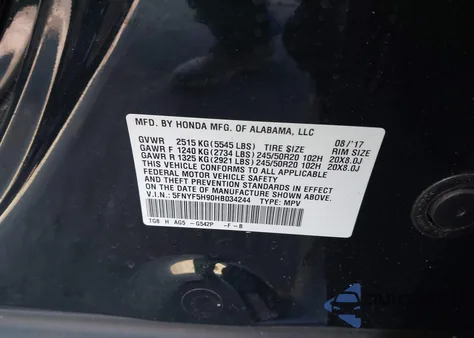 MFD. BY HONDA MFG. OF ALABAMA, LLC
08/'17
GVWR 2515 KG (5545 LBS) TIRE SIZE RIM SIZE
GAWR F 1240 KG (2734 LBS) 245/50R20 102H 20X8.0J
GAWR R 1325 KG (2921 LBS) 245/50R20 102H 20X8.0J
THIS VEHICLE CONFORMS TO ALL APPLICABLE
FEDERAL MOTOR VEHICLE SAFETY AND THEFT
PREVENTION STANDARDS IN EFFECT ON THE DATE
OF MANUFACTURE SHOWN ABOVE.
V.I.N.: 5FNYF5H90HB034244 TYPE: MPV
TG8 H AG5 - G542P -F - B